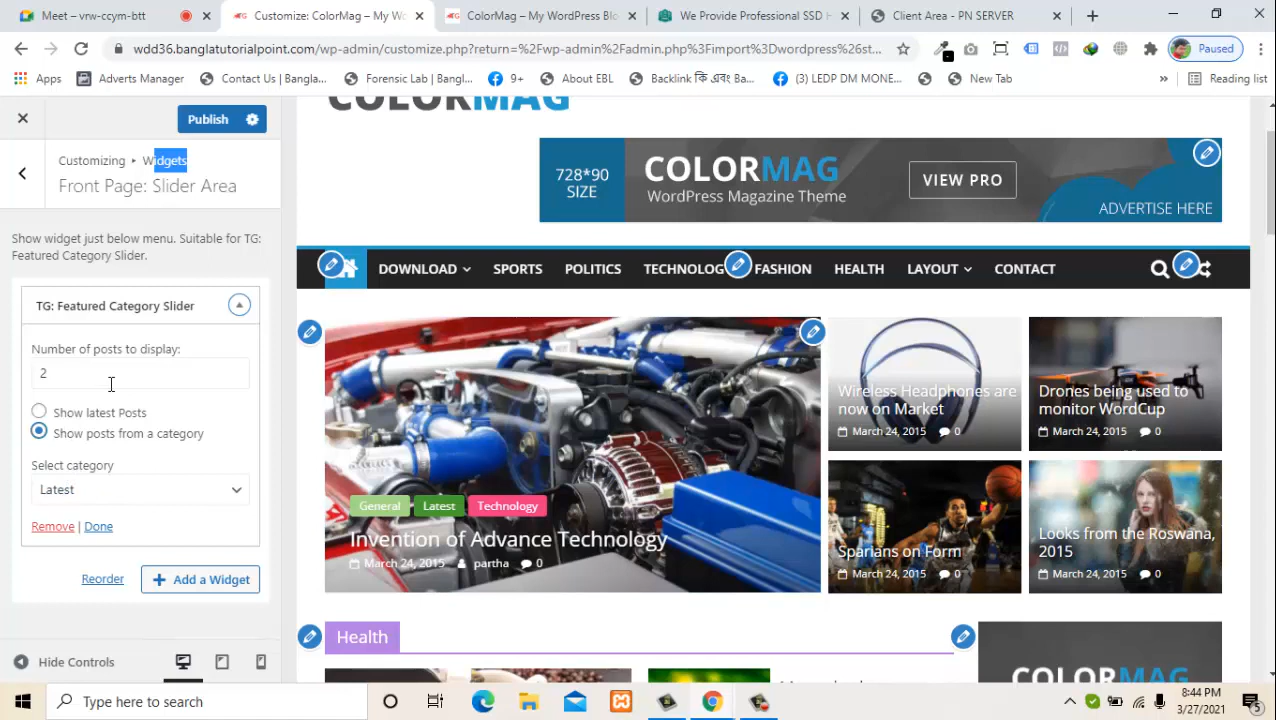 Meet – vrw-ccym-btt
Customize: ColorMag – My Wo
ColorMag – My WordPress Blo
We Provide Professional SSD H
Client Area - PN SERVER
wdd36.banglatutorialpoint.com/wp-admin/customize.php?return=%2Fwp-admin%2Fadmin.php%3Fimport%3Dwordpress%26st...
Paused
Apps
Adverts Manager
Contact Us | Bangla...
Forensic Lab | Bangl...
9+
About EBL
Backlink কি এবং Ba...
(3) LEDP DM MONE...
New Tab
»
Reading list
Publish
Customizing ▸ Widgets
Front Page: Slider Area
Show widget just below menu. Suitable for TG:
Featured Category Slider.
TG: Featured Category Slider
Number of posts to display:
2
Show latest Posts
Show posts from a category
Select category
Latest
Remove | Done
Reorder
Add a Widget
Hide Controls
COLORMAG
728*90
SIZE
COLORMAG
WordPress Magazine Theme
VIEW PRO
ADVERTISE HERE
DOWNLOAD SPORTS POLITICS TECHNOLOG FASHION HEALTH LAYOUT CONTACT
General Latest Technology
Invention of Advance Technology
March 24, 2015 partha 0
Wireless Headphones are
now on Market
March 24, 2015 0
Drones being used to
monitor WordCup
March 24, 2015 0
Spartans on Form
March 24, 2015 0
Looks from the Roswana,
2015
March 24, 2015 0
Health
COLORMAG
Type here to search
8:44 PM
3/27/2021
5